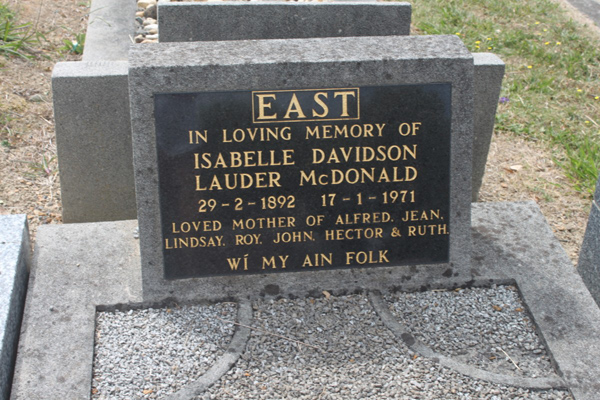 EAST
IN LOVING MEMORY OF
ISABELLE DAVIDSON
LAUDER McDONALD
29-2-1892 17-1-1971
LOVED MOTHER OF ALFRED, JEAN,
LINDSAY, ROY, JOHN, HECTOR & RUTH.
WÍ MY AIN FOLK